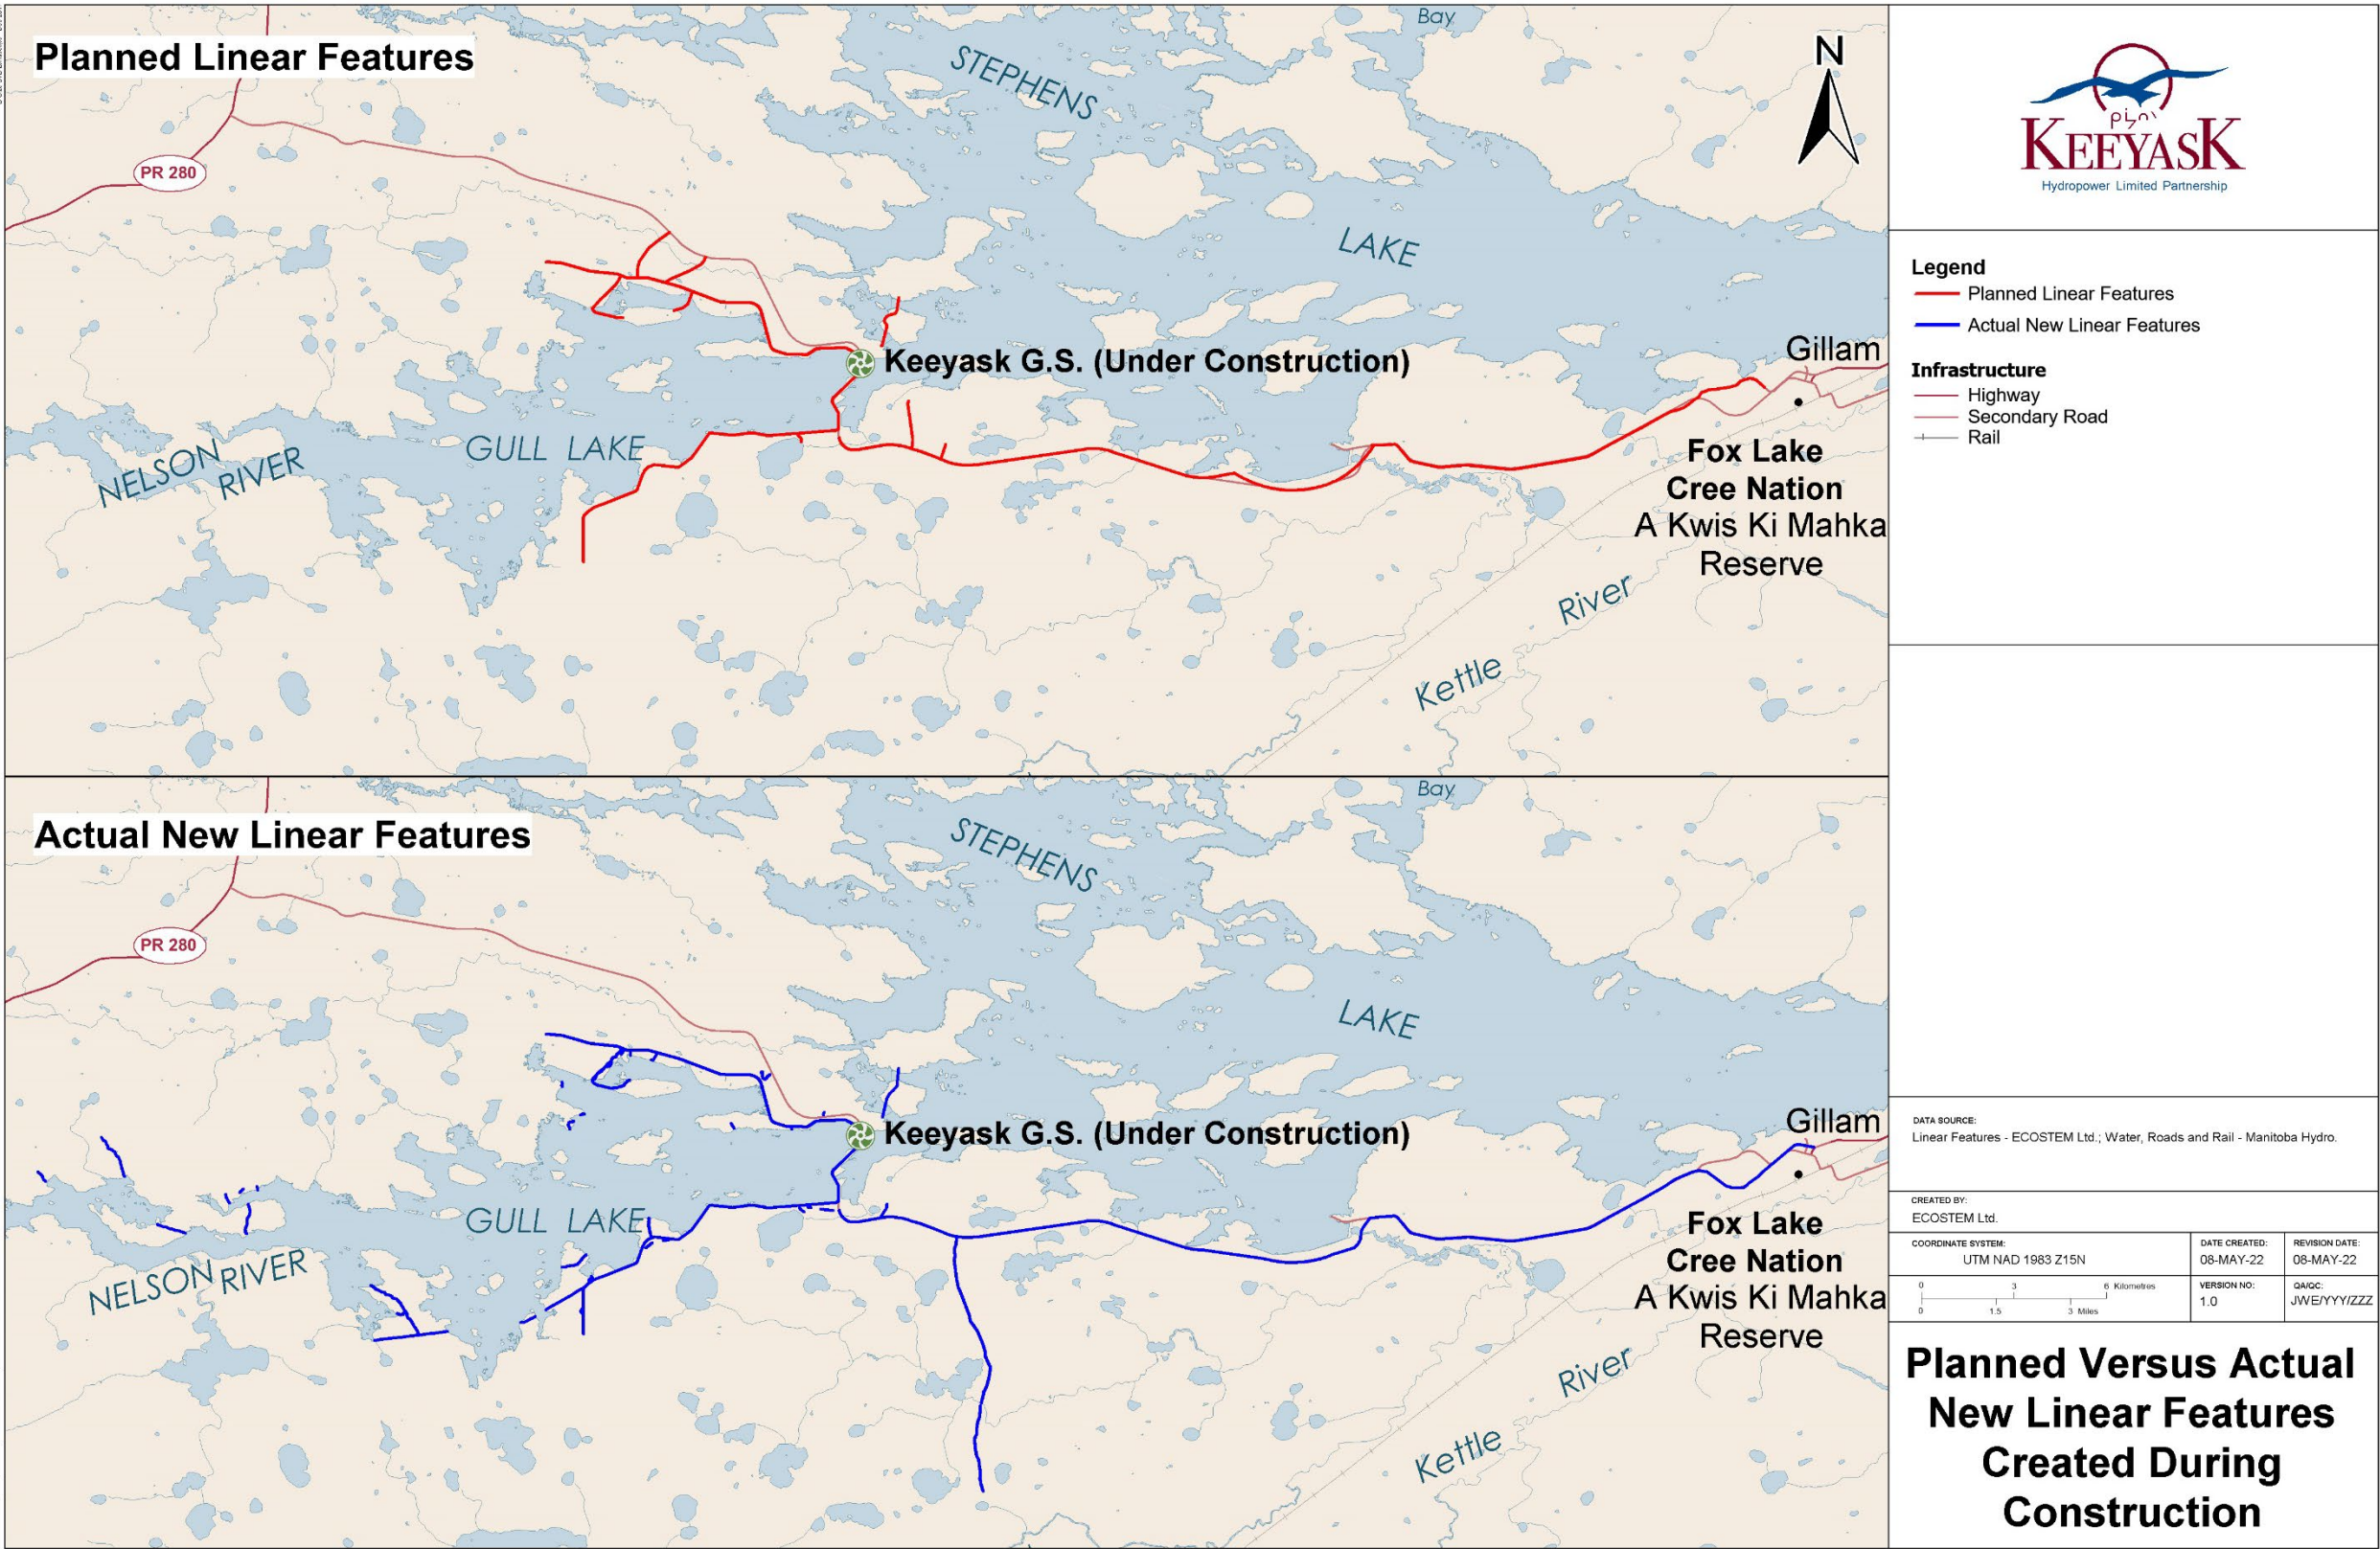 Planned Linear Features
Bay
STEPHENS
LAKE
N
PR 280
Keeyask G.S. (Under Construction)
Gillam
NELSON
RIVER
GULL LAKE
Fox Lake
Cree Nation
A Kwis Ki Mahka
Reserve
River
Kettle
Actual New Linear Features
Bay
STEPHENS
LAKE
PR 280
Keeyask G.S. (Under Construction)
Gillam
NELSON RIVER
GULL LAKE
Fox Lake
Cree Nation
A Kwis Ki Mahka
Reserve
River
Kettle
KEEYASK
Hydropower Limited Partnership
Legend
Planned Linear Features
Actual New Linear Features
Infrastructure
Highway
Secondary Road
Rail
DATA SOURCE:
Linear Features - ECOSTEM Ltd.; Water, Roads and Rail - Manitoba Hydro.
CREATED BY:
ECOSTEM Ltd.
COORDINATE SYSTEM:
UTM NAD 1983 Z15N
DATE CREATED:
08-MAY-22
REVISION DATE:
08-MAY-22
0 3 6 Kilometres
0 1.5 3 Miles
VERSION NO:
1.0
QA/QC:
JWE/YYY/ZZZ
Planned Versus Actual
New Linear Features
Created During
Construction